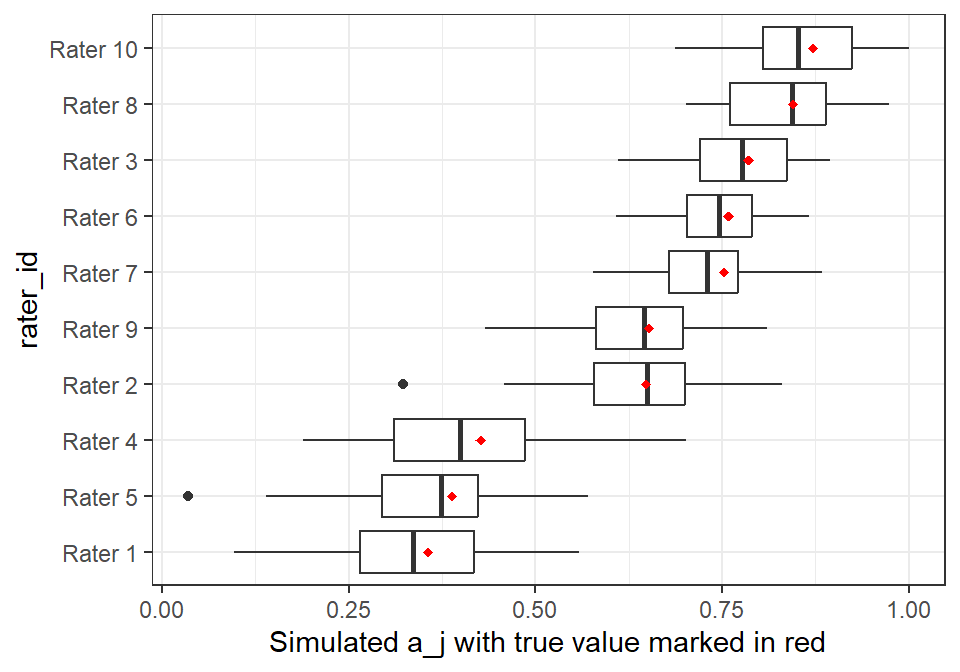 Rater 10
Rater 8
Rater 3
Rater 6
Rater 7
Rater 9
Rater 2
Rater 4
Rater 5
Rater 1
rater_id
0.00 0.25 0.50 0.75 1.00
Simulated a_j with true value marked in red